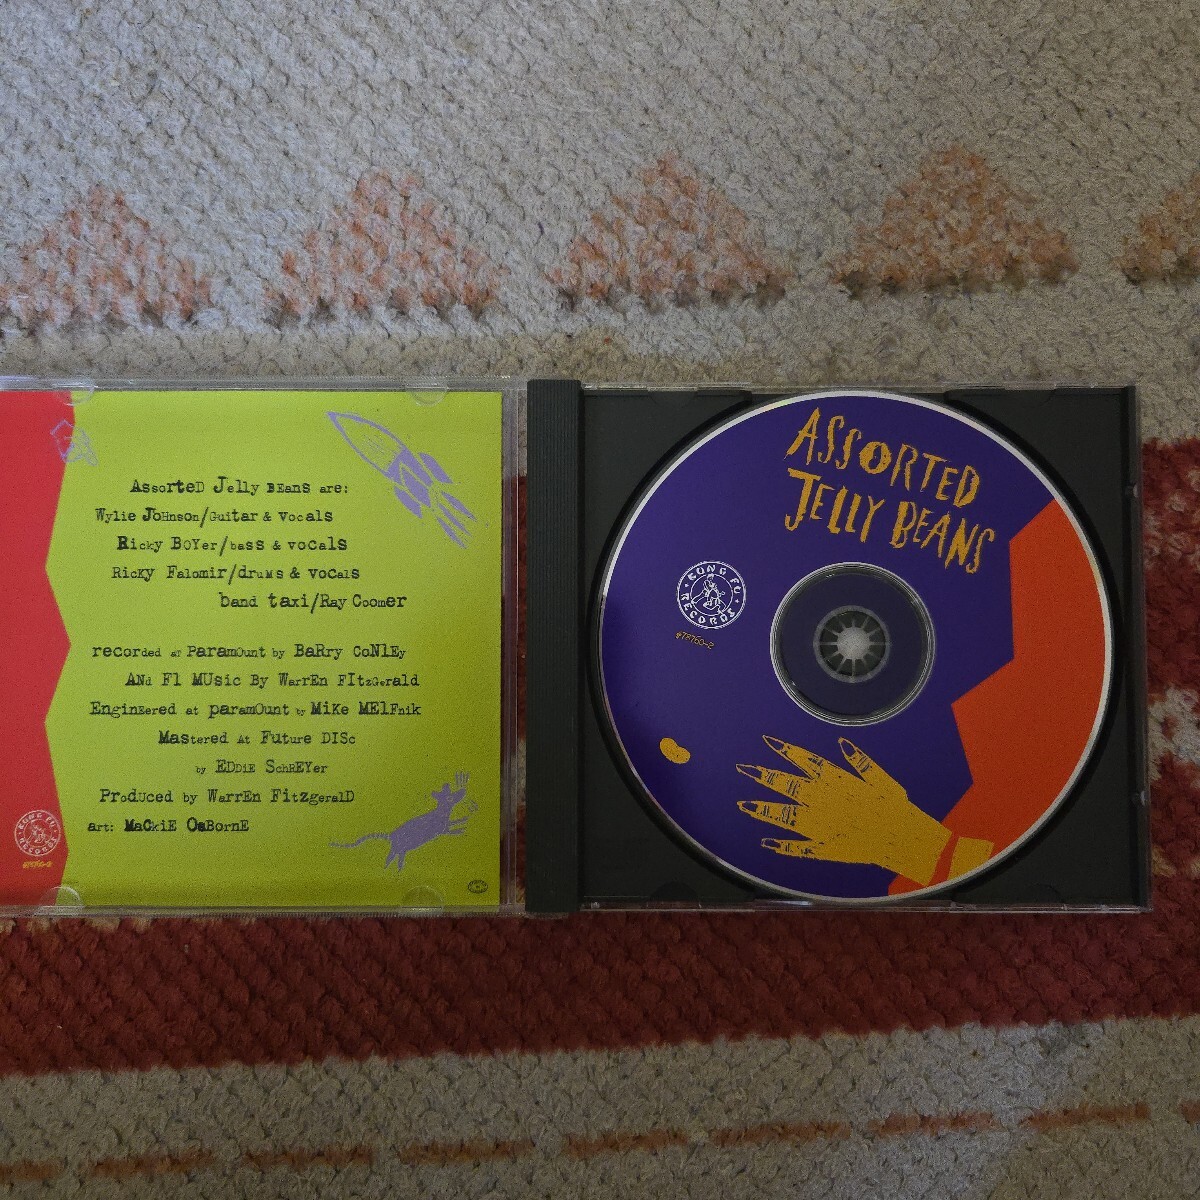 Assorted Jelly Beans are:
Wylie Johnson/Guitar & vocals
Ricky Boyer/bass & vocals
Ricky Falomir/drums & vocals
band taxi/Ray Coomer
recorded at Paramount by Barry Conley
And F1 Music By Warren Fitzgerald
Engineered at paramount by Mike Melfnik
Mastered At Future Disc
by Eddie Schreyer
Produced by Warren Fitzgerald
art: Mackie Osborne
KUNG FU
RECORDS
ASSORTED
JELLY BEANS
KUNG FU
RECORDS